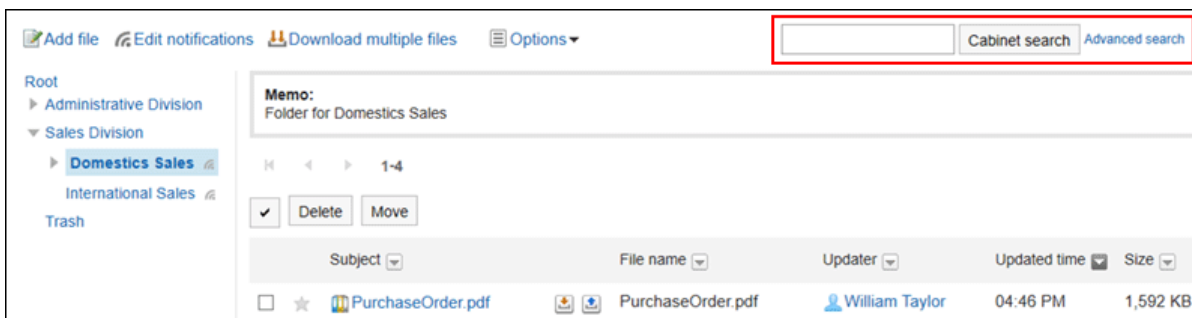 Add file Edit notifications Download multiple files Options Cabinet search Advanced search
Root
Administrative Division
Sales Division
Domestics Sales
International Sales
Trash
Memo:
Folder for Domestics Sales
1-4
Delete Move
Subject File name Updater Updated time Size
PurchaseOrder.pdf PurchaseOrder.pdf William Taylor 04:46 PM 1,592 KB